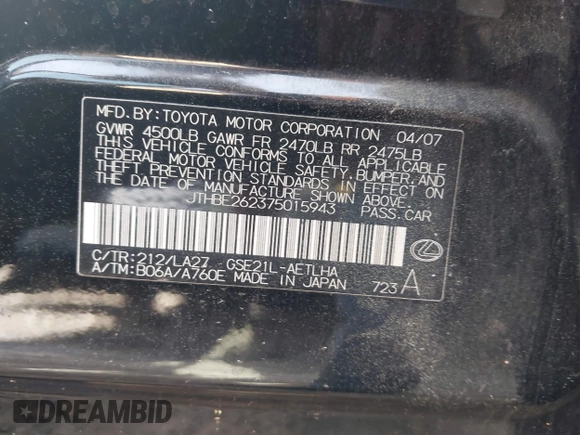 MFD. BY: TOYOTA MOTOR CORPORATION 04/07
GVWR 4500LB GAWR FR 2470LB RR 2475LB
THIS VEHICLE CONFORMS TO ALL APPLICABLE
FEDERAL MOTOR VEHICLE SAFETY, BUMPER, AND
THEFT PREVENTION STANDARDS IN EFFECT ON
THE DATE OF MANUFACTURE SHOWN ABOVE.
JTHBE262375015943 PASS.CAR
C/TR: 212/LA27 GSE21L-AETLHA
A/TM: B06A/A760E MADE IN JAPAN 723 A
DREAMBID